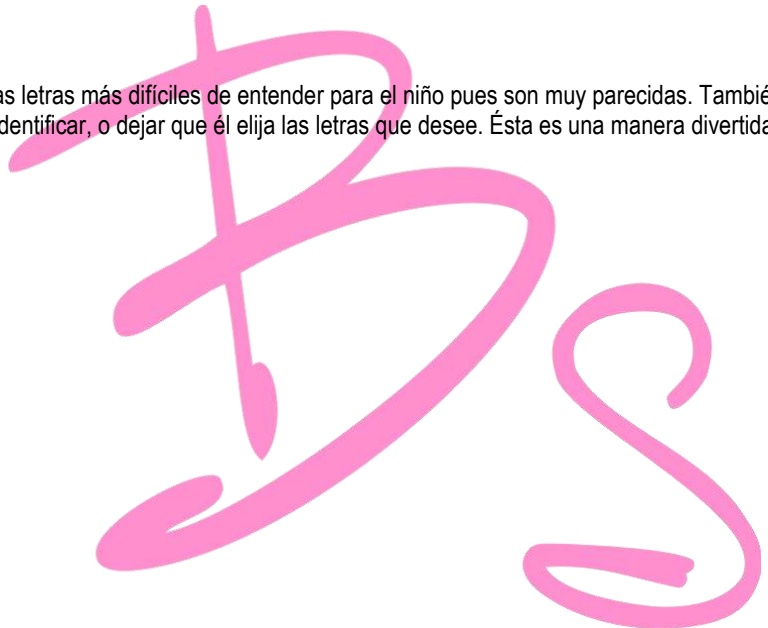 as letras más difíciles de entender para el niño pues son muy parecidas. Tambié
dentificar, o dejar que él elija las letras que desee. Ésta es una manera divertida
B
S